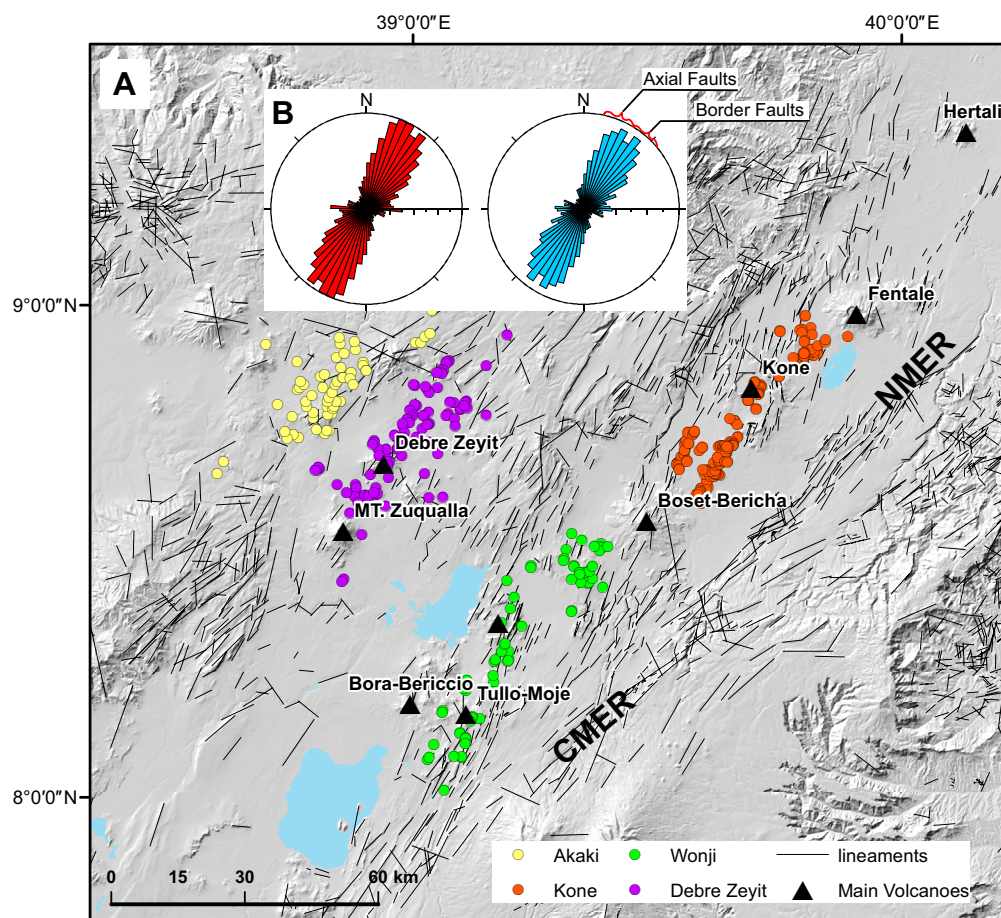 39°0′0″E
40°0′0″E
A
B
N
N
Axial Faults
Border Faults
Hertali
9°0′0″N
Fentale
Kone
NMER
Debre Zeyit
MT. Zuqualla
Boset-Bericha
Bora-Bericcio
Tullo-Moje
CMER
8°0′0″N
Akaki
Wonji
lineaments
Kone
Debre Zeyit
Main Volcanoes
0 15 30 60 km